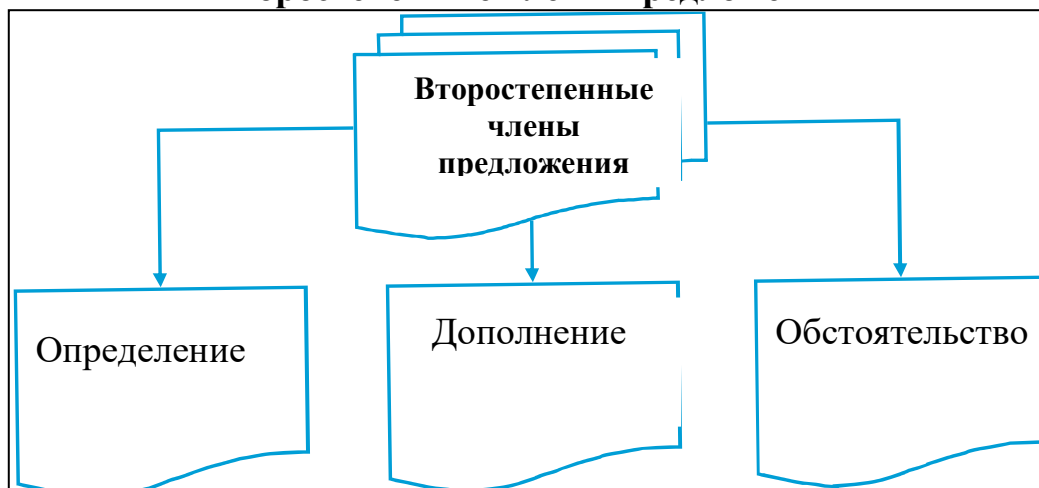 Второстепенные
члены
предложения
Определение
Дополнение
Обстоятельство